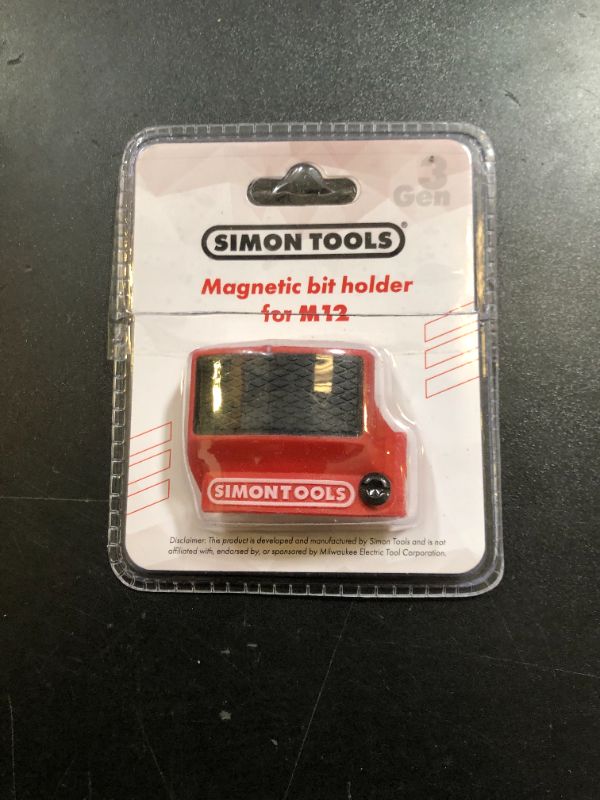 3
Gen
SIMON TOOLS®
Magnetic bit holder
for M12
SIMONTOOLS
Disclaimer: This product is developed and manufactured by Simon Tools and is not
affiliated with, endorsed by, or sponsored by Milwaukee Electric Tool Corporation.